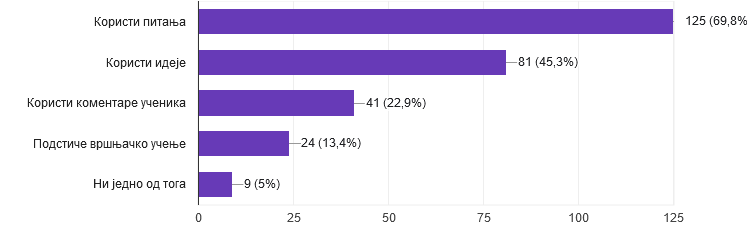 Користи питања 125 (69,8%
Користи идеје 81 (45,3%)
Користи коментаре ученика 41 (22,9%)
Подстиче вршњачко учење 24 (13,4%)
Ни једно од тога 9 (5%)
0 25 50 75 100 125